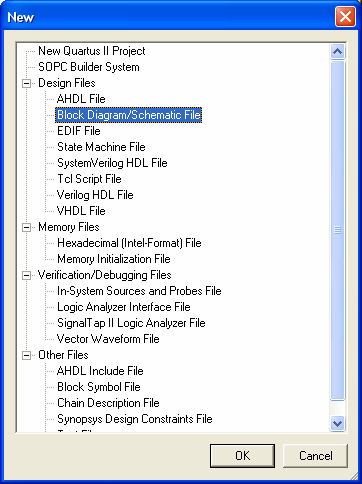 New
New Quartus II Project
SOPC Builder System
Design Files
AHDL File
Block Diagram/Schematic File
EDIF File
State Machine File
SystemVerilog HDL File
Tcl Script File
Verilog HDL File
VHDL File
Memory Files
Hexadecimal (Intel-Format) File
Memory Initialization File
Verification/Debugging Files
In-System Sources and Probes File
Logic Analyzer Interface File
SignalTap II Logic Analyzer File
Vector Waveform File
Other Files
AHDL Include File
Block Symbol File
Chain Description File
Synopsys Design Constraints File
OK Cancel